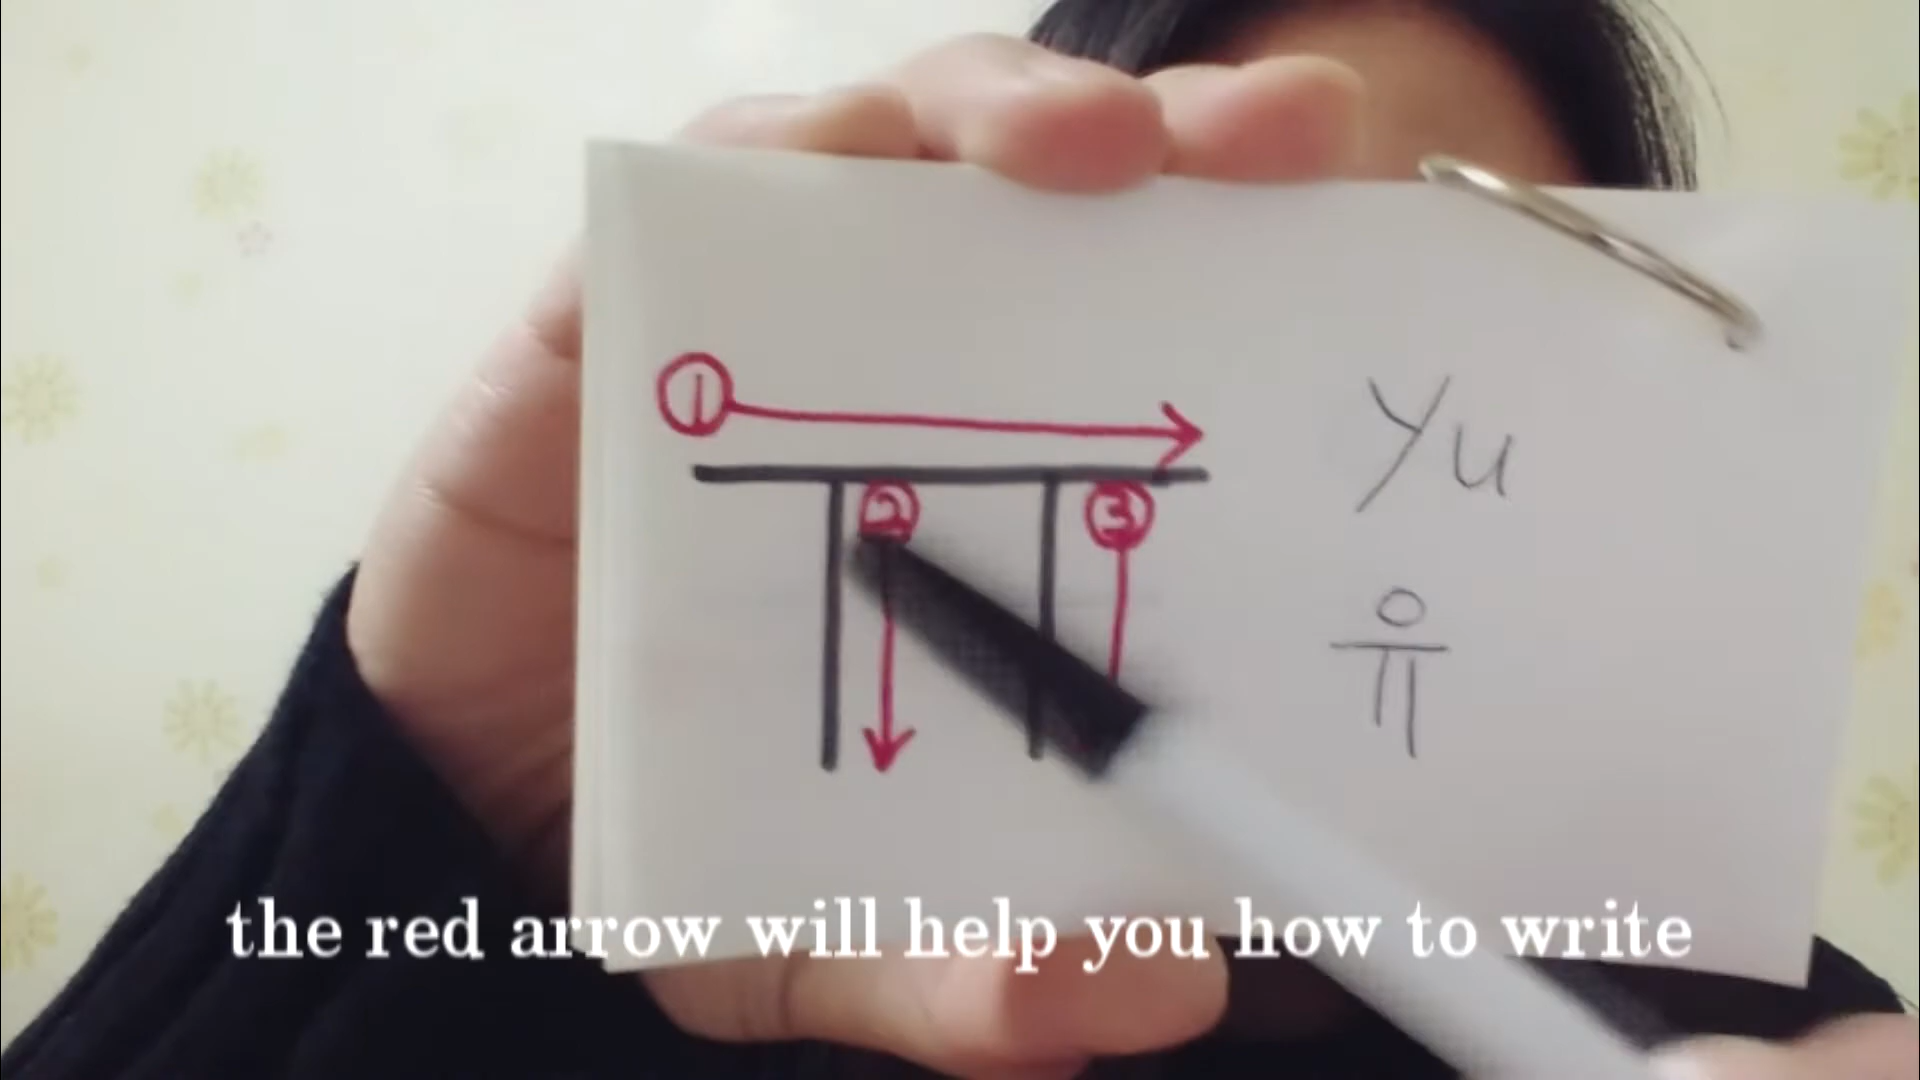 ①
ㅠ
② ③
yu
유
the red arrow will help you how to write